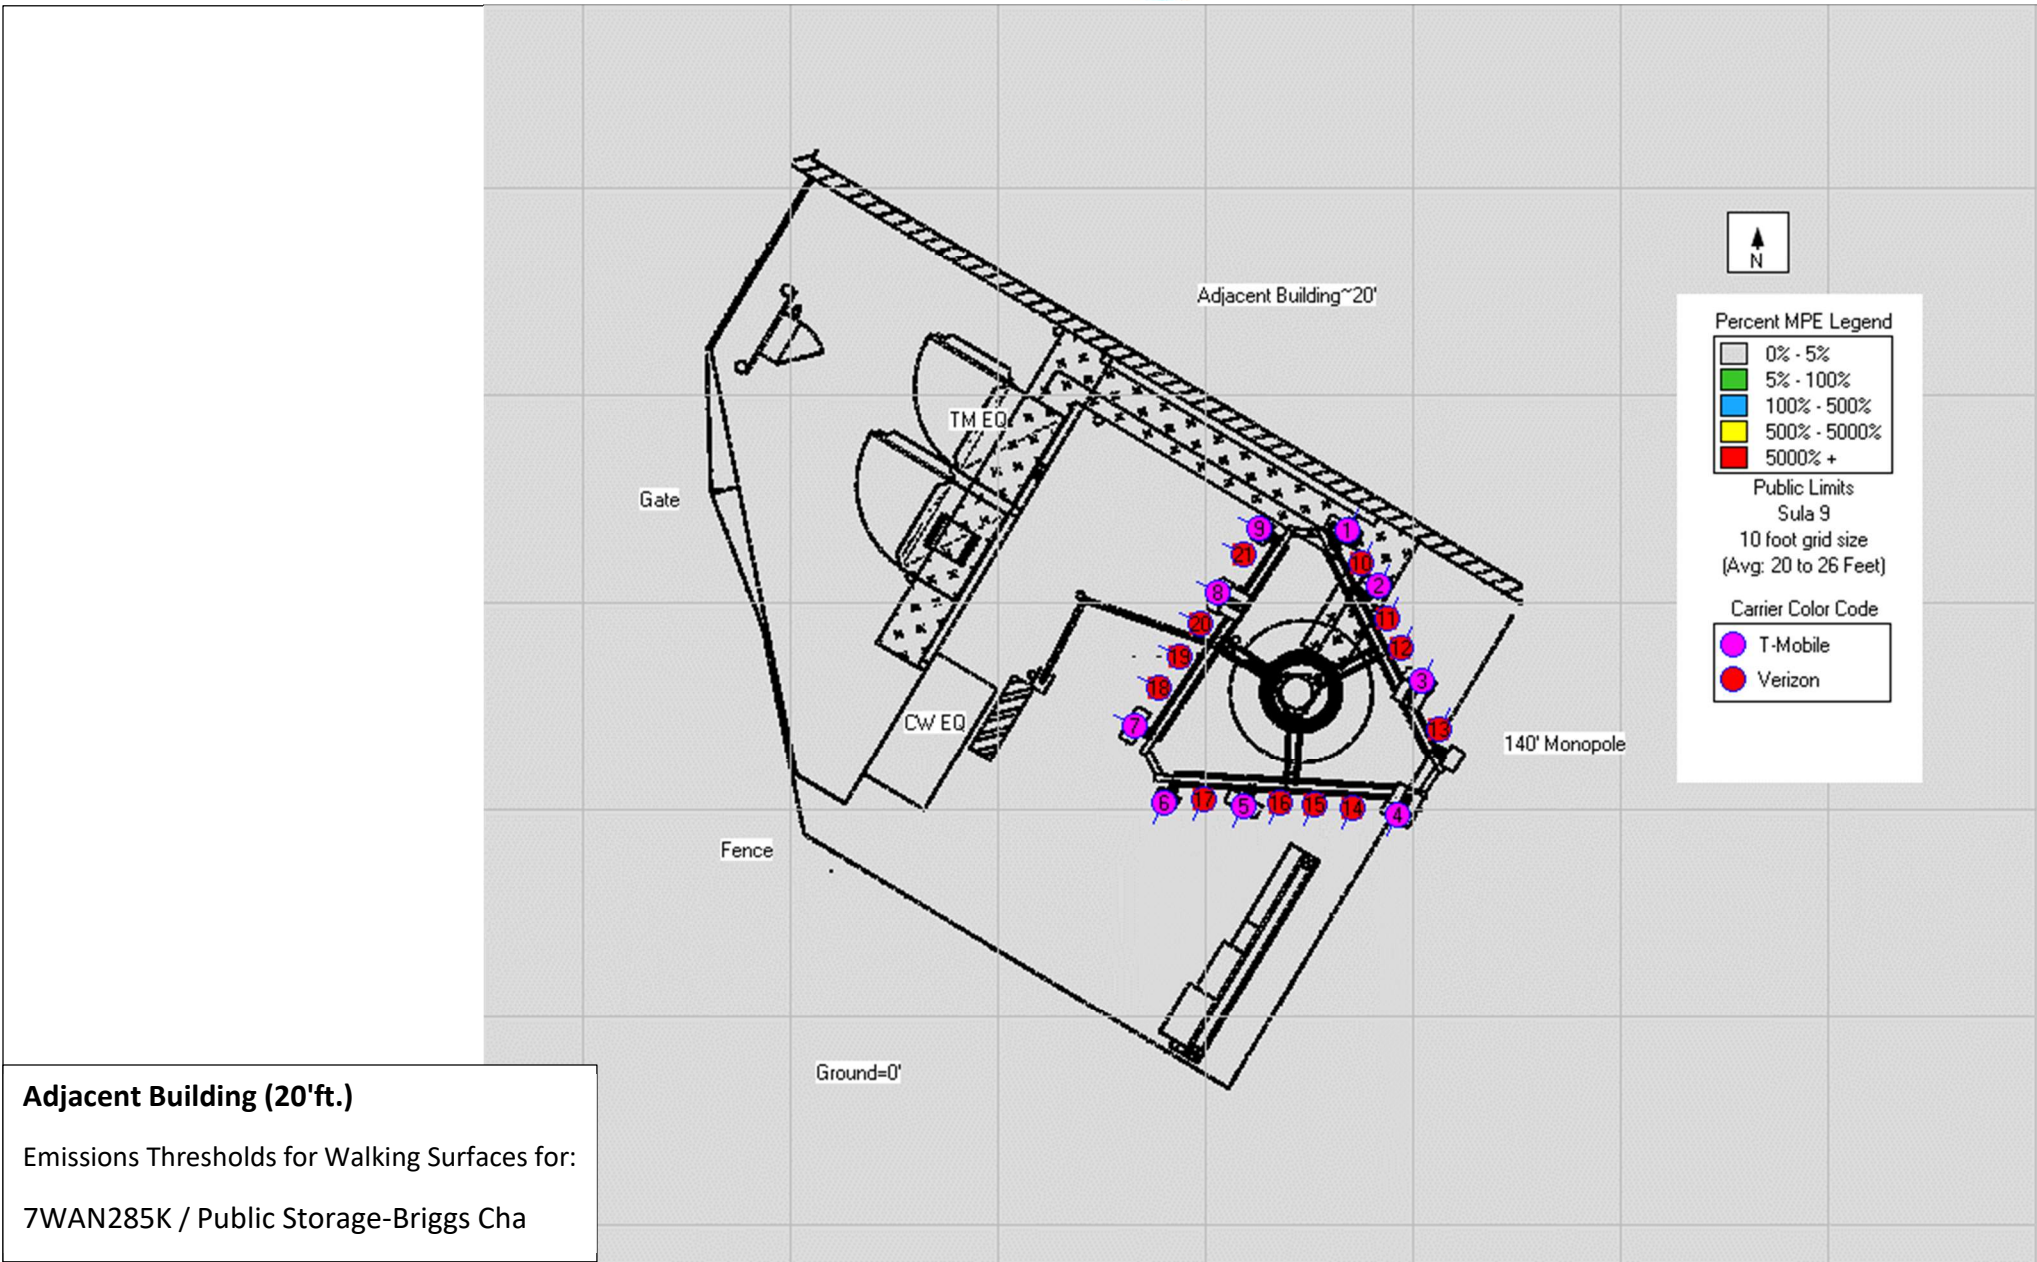 Adjacent Building~20'
N
Percent MPE Legend
0% - 5%
5% - 100%
100% - 500%
500% - 5000%
5000% +
Public Limits
Sula 9
10 foot grid size
(Avg: 20 to 26 Feet)
Carrier Color Code
T-Mobile
Verizon
TM EQ
Gate
9
1
21
10
2
8
11
20
12
19
3
18
7
13
CW EQ
140' Monopole
6
17
5
16
15
14
4
Fence
Ground=0'
Adjacent Building (20'ft.)
Emissions Thresholds for Walking Surfaces for:
7WAN285K / Public Storage-Briggs Cha